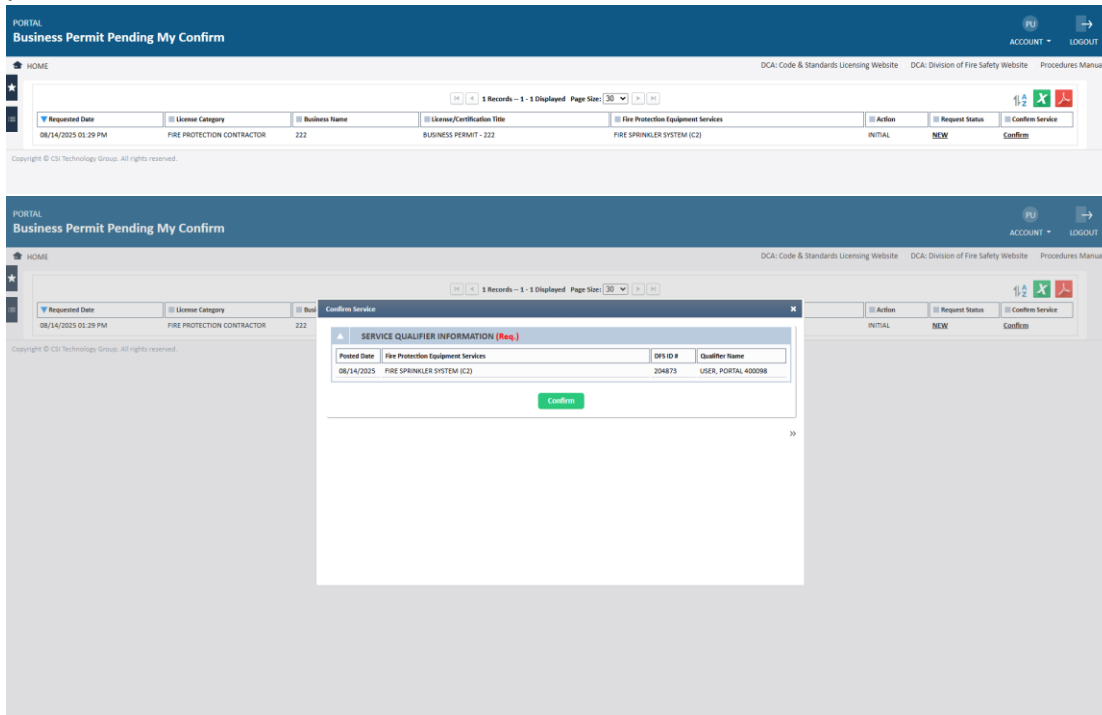 PORTAL
Business Permit Pending My Confirm
PU
ACCOUNT
LOGOUT
HOME
DCA: Code & Standards Licensing Website DCA: Division of Fire Safety Website Procedures Manua
1 Records -- 1 - 1 Displayed Page Size: 30
Requested Date License Category Business Name License/Certification Title Fire Protection Equipment Services Action Request Status Confirm Service
08/14/2025 01:29 PM FIRE PROTECTION CONTRACTOR 222 BUSINESS PERMIT - 222 FIRE SPRINKLER SYSTEM (C2) INITIAL NEW Confirm
Copyright © CSI Technology Group. All rights reserved.
PORTAL
Business Permit Pending My Confirm
PU
ACCOUNT
LOGOUT
HOME
DCA: Code & Standards Licensing Website DCA: Division of Fire Safety Website Procedures Manua
1 Records -- 1 - 1 Displayed Page Size: 30
Requested Date License Category Busi Action Request Status Confirm Service
08/14/2025 01:29 PM FIRE PROTECTION CONTRACTOR 222 INITIAL NEW Confirm
Copyright © CSI Technology Group. All rights reserved.
Confirm Service
SERVICE QUALIFIER INFORMATION (Req.)
Posted Date Fire Protection Equipment Services DFS ID # Qualifier Name
08/14/2025 FIRE SPRINKLER SYSTEM (C2) 204873 USER, PORTAL 400098
Confirm
»